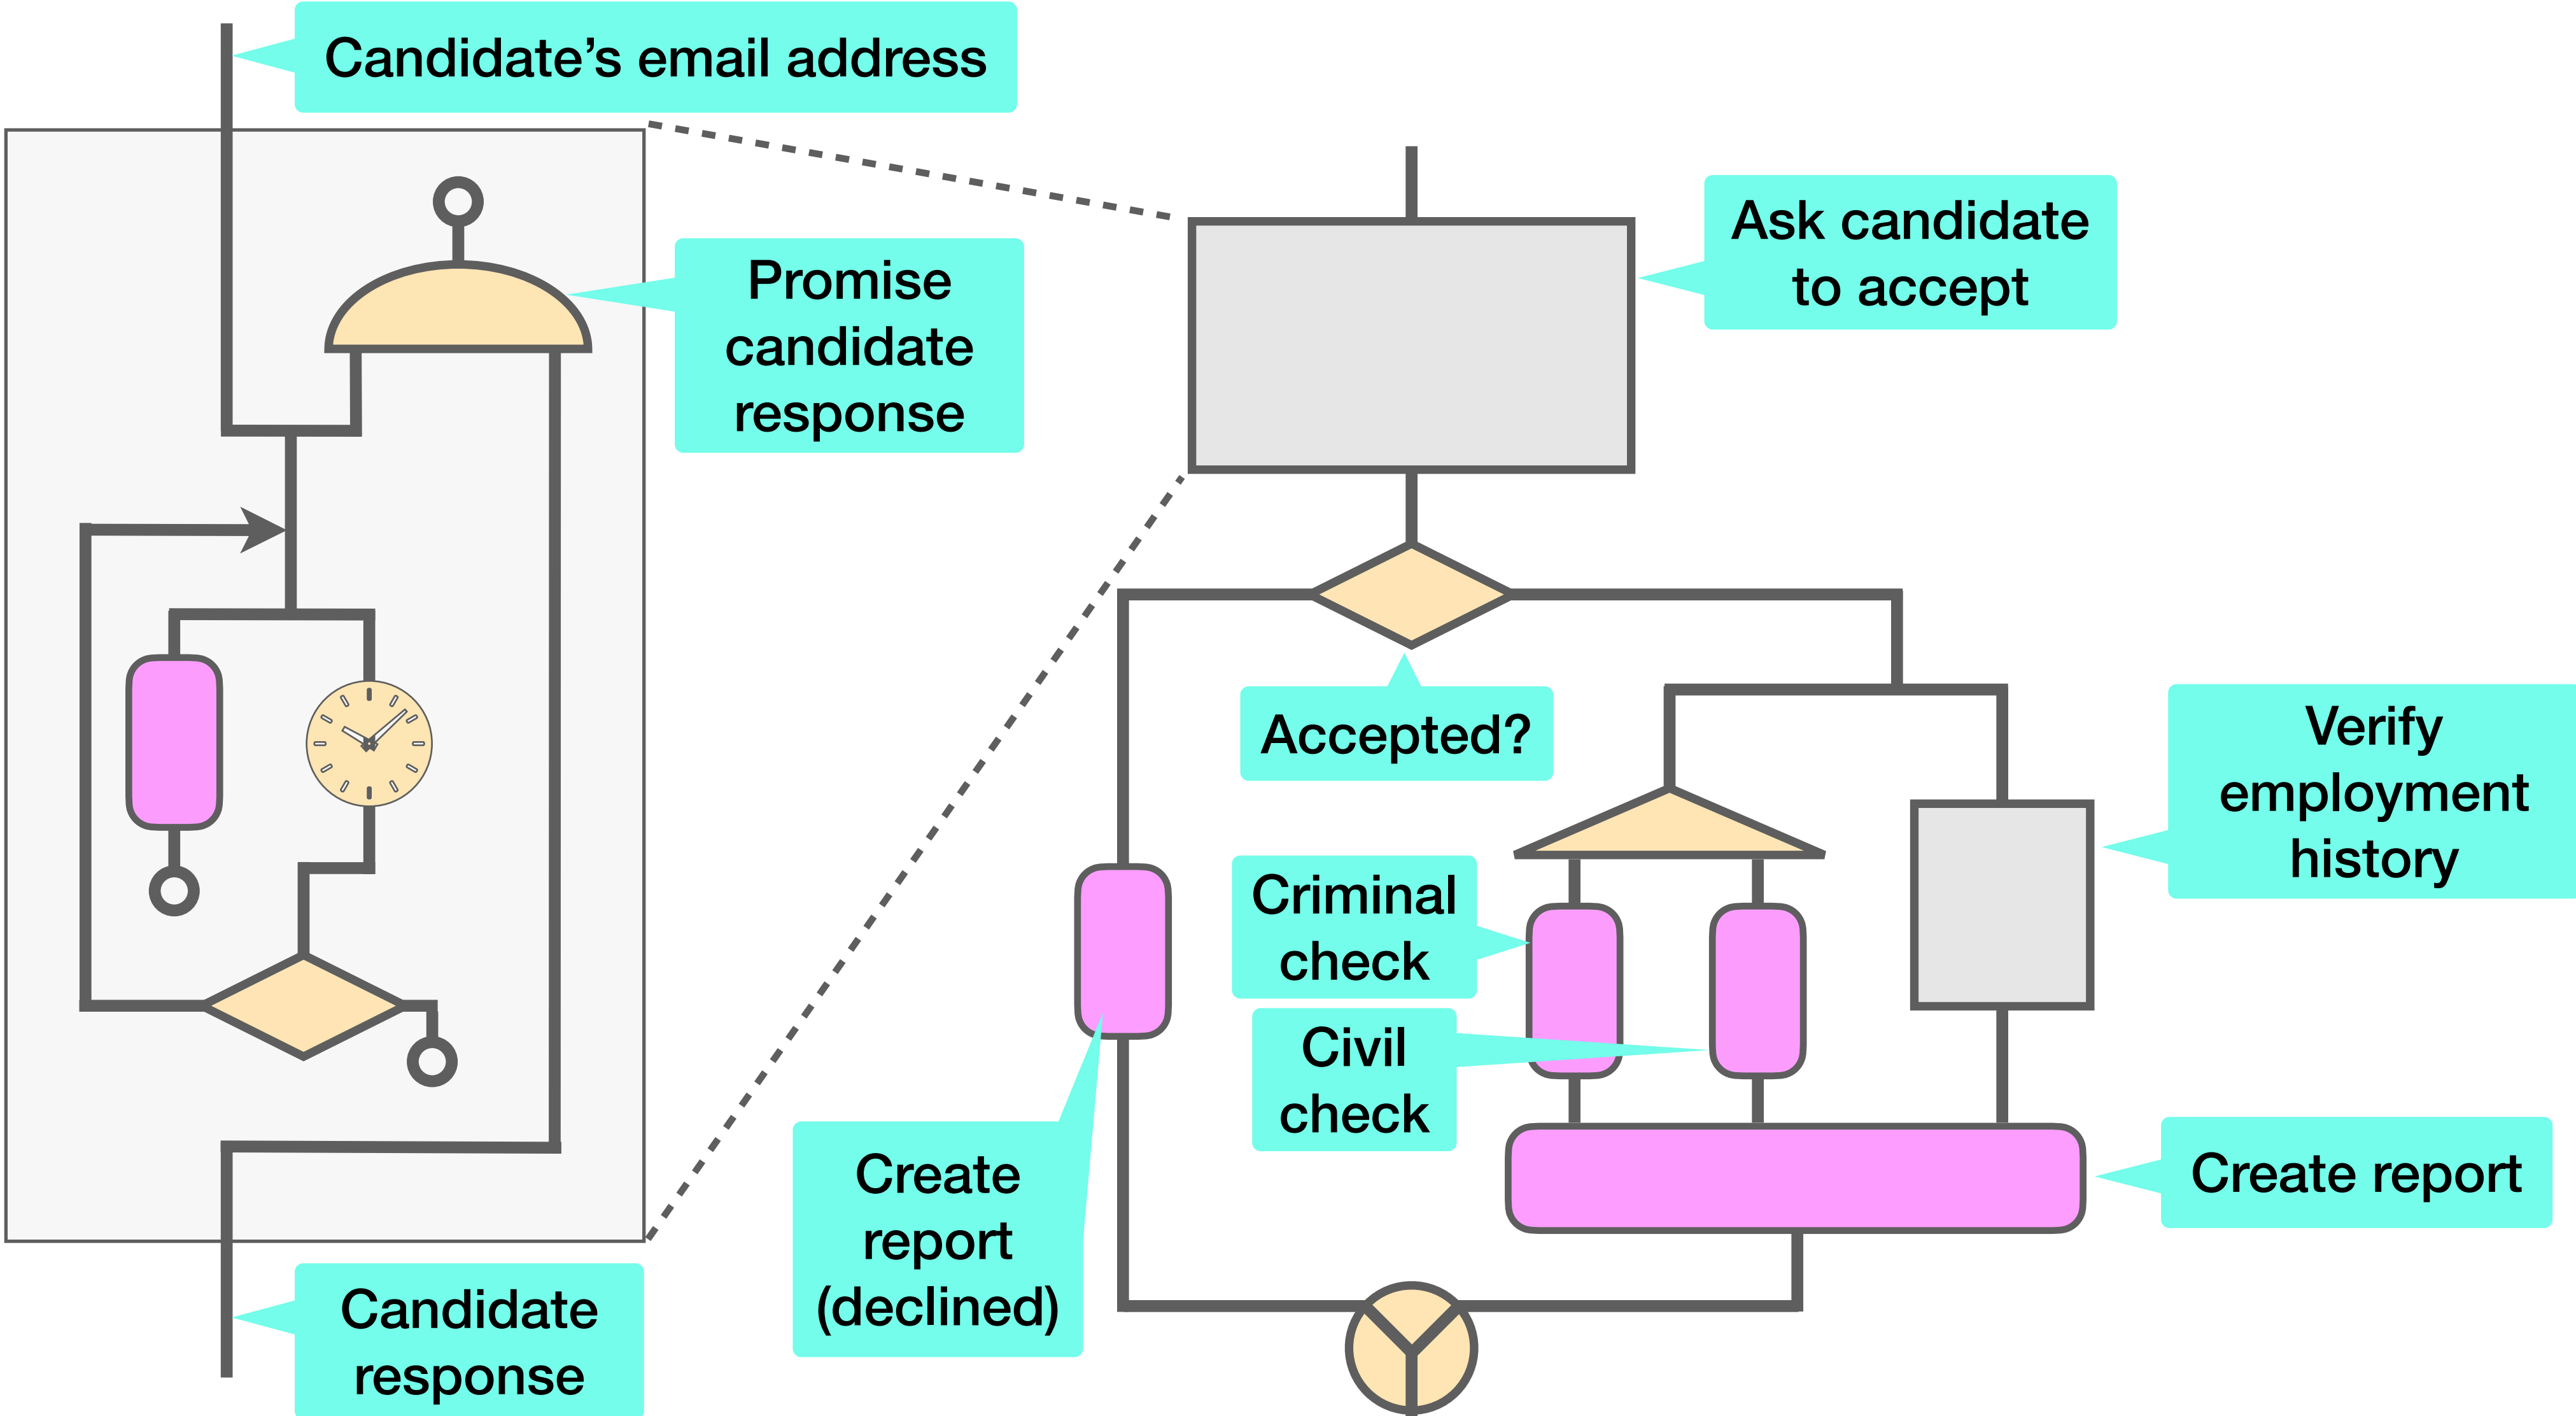 Candidate’s email address
Promise
candidate
response
Candidate
response
Ask candidate
to accept
Accepted?
Verify
employment
history
Criminal
check
Civil
check
Create
report
(declined)
Create report